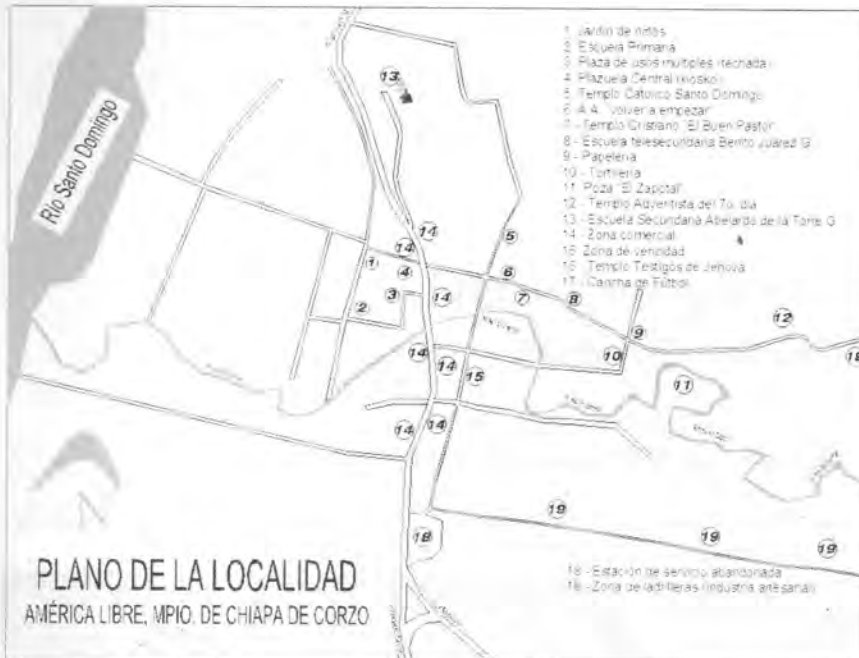 1 Jardín de niños
2 Escuela Primaria
3 Plaza de usos múltiples (techada)
4 Plazuela Central (kiosko)
5 Templo Católico Santo Domingo
6 A.A. "volver a empezar"
7 - Templo Cristiano "El Buen Pastor"
8 - Escuela telesecundaria Benito Juárez G
9 - Papelería
10 - Tortillería
11 Poza "El Zapotal"
12 - Templo Adventista del 7o. día
13 - Escuela Secundaria Abelardo de la Torre G
14 - Zona comercial
15 Zona de vecindad
16 Templo Testigos de Jehová
17 - Cancha de Fútbol
Río Santo Domingo
13
14
14
5
1
4
6
2
3
14
7
8
9
12
14
14
15
10
11
14
14
18
19
19
19
18 - Estación de servicio abandonada
19 - Zona de ladrilleras (industria artesanal)
PLANO DE LA LOCALIDAD
AMÉRICA LIBRE, MPIO. DE CHIAPA DE CORZO